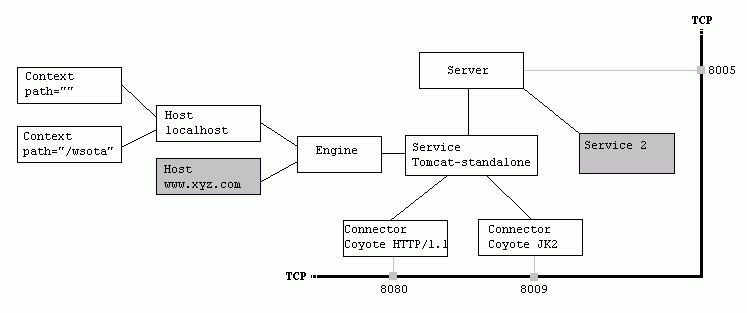 TCP
Server
8005
Context
path=""
Host
localhost
Context
path="/wsota"
Engine
Service
Tomcat-standalone
Service 2
Host
www.xyz.com
Connector
Coyote HTTP/1.1
Connector
Coyote JK2
TCP
8080
8009